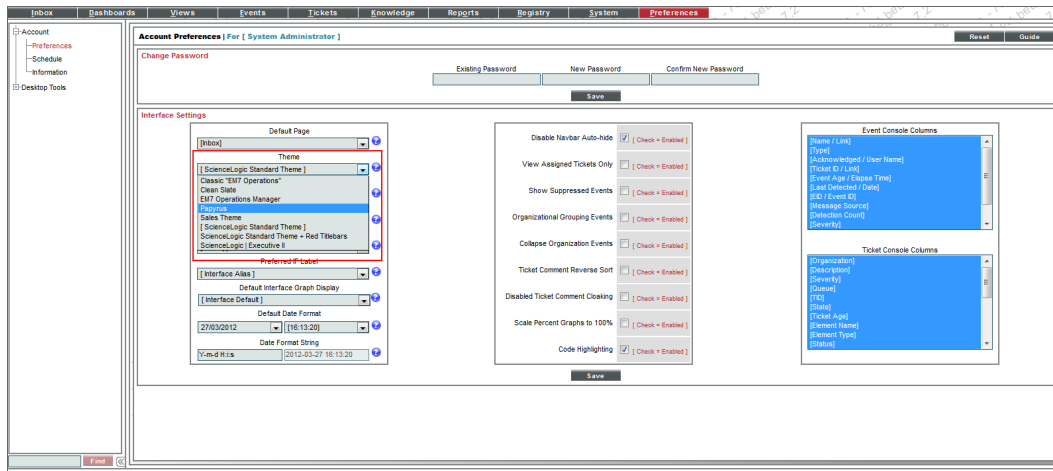 Inbox Dashboards Views Events Tickets Knowledge Reports Registry System Preferences
Account
Preferences
Schedule
Information
Desktop Tools
Find
Account Preferences | For [ System Administrator ]
Reset Guide
Change Password
Existing Password New Password Confirm New Password
Save
Interface Settings
Default Page
[Inbox]
Theme
[ ScienceLogic Standard Theme ]
Classic "EM7 Operations"
Clean Slate
EM7 Operations Manager
Papyrus
Sales Theme
[ ScienceLogic Standard Theme ]
ScienceLogic Standard Theme + Red Titlebars
ScienceLogic | Executive II
Preferred IF Label
[ Interface Alias ]
Default Interface Graph Display
[ Interface Default ]
Default Date Format
27/03/2012 [16:13:20]
Date Format String
Y-m-d H:i:s 2012-03-27 16:13:20
Disable Navbar Auto-hide [ Check = Enabled ]
View Assigned Tickets Only [ Check = Enabled ]
Show Suppressed Events [ Check = Enabled ]
Organizational Grouping Events [ Check = Enabled ]
Collapse Organization Events [ Check = Enabled ]
Ticket Comment Reverse Sort [ Check = Enabled ]
Disabled Ticket Comment Cloaking [ Check = Enabled ]
Scale Percent Graphs to 100% [ Check = Enabled ]
Code Highlighting [ Check = Enabled ]
Event Console Columns
[Name / Link]
[Type]
[Acknowledged / User Name]
[Ticket ID / Link]
[Event Age / Elapse Time]
[Last Detected / Date]
[EID / Event ID]
[Message Source]
[Detection Count]
[Severity]
Ticket Console Columns
[Organization]
[Description]
[Severity]
[Queue]
[TID]
[State]
[Ticket Age]
[Element Name]
[Element Type]
[Status]
Save